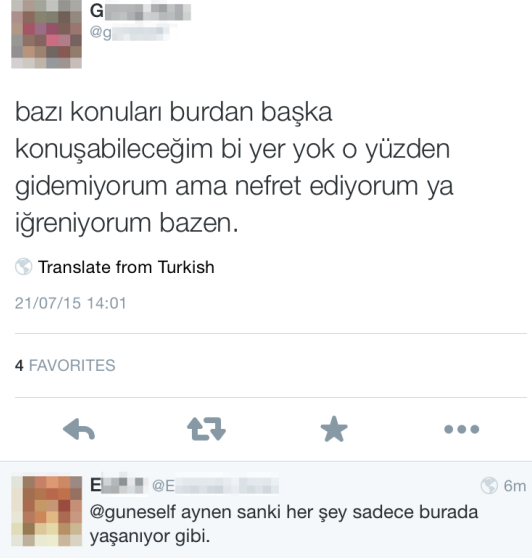 G
@g
bazı konuları burdan başka
konuşabileceğim bi yer yok o yüzden
gidemiyorum ama nefret ediyorum ya
iğreniyorum bazen.
Translate from Turkish
21/07/15 14:01
4 FAVORITES
E @E 6m
@guneself aynen sanki her şey sadece burada
yaşanıyor gibi.